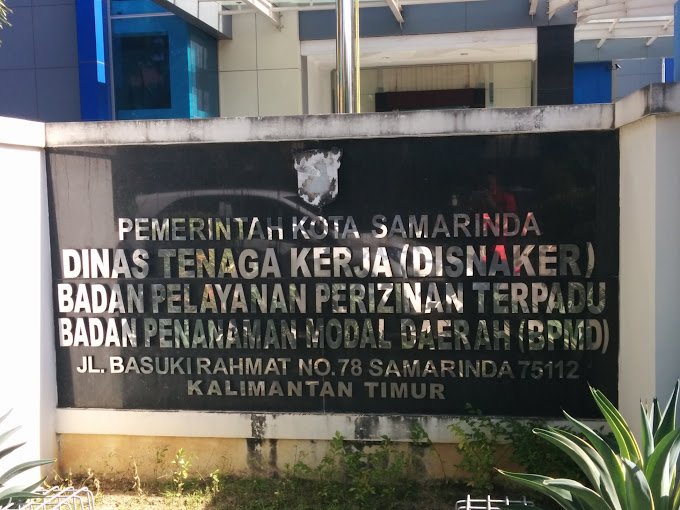 PEMERINTAH KOTA SAMARINDA
DINAS TENAGA KERJA (DISNAKER)
BADAN PELAYANAN PERIZINAN TERPADU
BADAN PENANAMAN MODAL DAERAH (BPMD)
JL. BASUKI RAHMAT NO. 78 SAMARINDA 75112
KALIMANTAN TIMUR